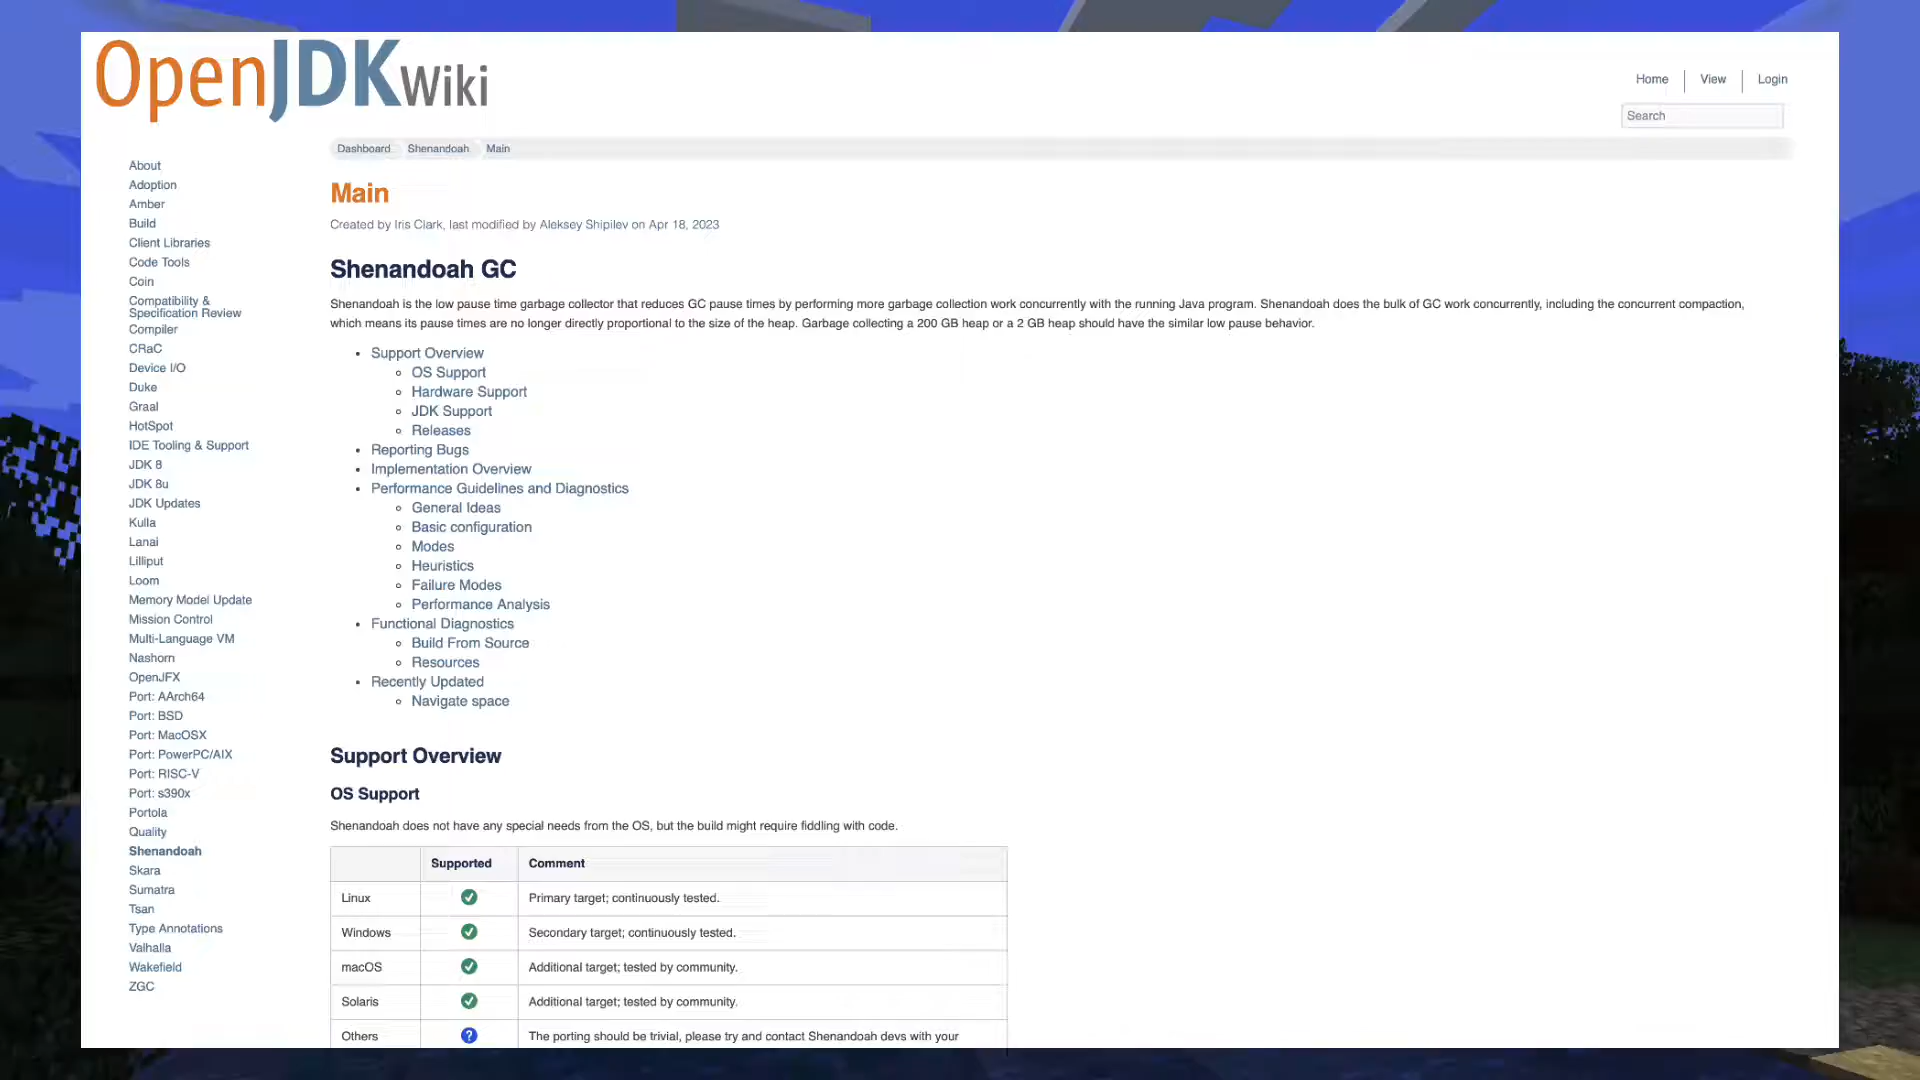 OpenJDKWiki
Home
View
Login
Search
Dashboard
Shenandoah
Main
About
Adoption
Amber
Build
Client Libraries
Code Tools
Coin
Compatibility &
Specification Review
Compiler
CRaC
Device I/O
Duke
Graal
HotSpot
IDE Tooling & Support
JDK 8
JDK 8u
JDK Updates
Kulla
Lanai
Lilliput
Loom
Memory Model Update
Mission Control
Multi-Language VM
Nashorn
OpenJFX
Port: AArch64
Port: BSD
Port: MacOSX
Port: PowerPC/AIX
Port: RISC-V
Port: s390x
Portola
Quality
Shenandoah
Skara
Sumatra
Tsan
Type Annotations
Valhalla
Wakefield
ZGC
Main
Created by Iris Clark, last modified by Aleksey Shipilev on Apr 18, 2023
Shenandoah GC
Shenandoah is the low pause time garbage collector that reduces GC pause times by performing more garbage collection work concurrently with the running Java program. Shenandoah does the bulk of GC work concurrently, including the concurrent compaction,
which means its pause times are no longer directly proportional to the size of the heap. Garbage collecting a 200 GB heap or a 2 GB heap should have the similar low pause behavior.
Support Overview
OS Support
Hardware Support
JDK Support
Releases
Reporting Bugs
Implementation Overview
Performance Guidelines and Diagnostics
General Ideas
Basic configuration
Modes
Heuristics
Failure Modes
Performance Analysis
Functional Diagnostics
Build From Source
Resources
Recently Updated
Navigate space
Support Overview
OS Support
Shenandoah does not have any special needs from the OS, but the build might require fiddling with code.
Supported Comment
Linux Primary target; continuously tested.
Windows Secondary target; continuously tested.
macOS Additional target; tested by community.
Solaris Additional target; tested by community.
Others The porting should be trivial, please try and contact Shenandoah devs with your